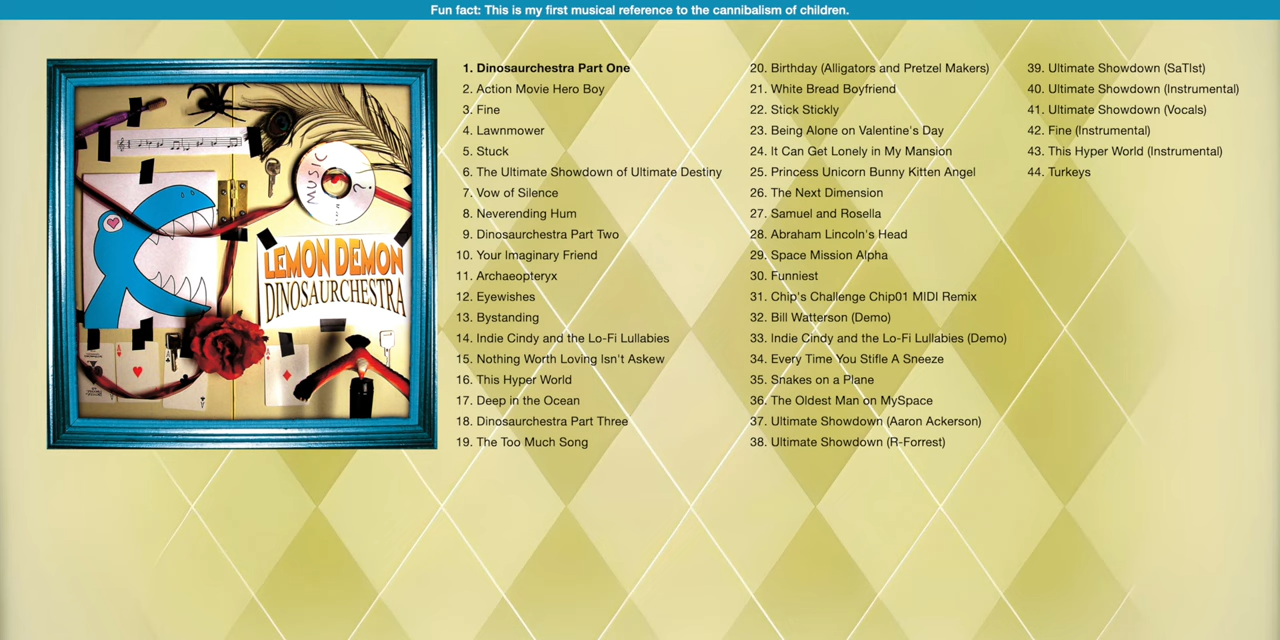 Fun fact: This is my first musical reference to the cannibalism of children.
MUSIC
!?
....
LEMON DEMON
DINOSAURCHESTRA
1. Dinosaurchestra Part One
2. Action Movie Hero Boy
3. Fine
4. Lawnmower
5. Stuck
6. The Ultimate Showdown of Ultimate Destiny
7. Vow of Silence
8. Neverending Hum
9. Dinosaurchestra Part Two
10. Your Imaginary Friend
11. Archaeopteryx
12. Eyewishes
13. Bystanding
14. Indie Cindy and the Lo-Fi Lullabies
15. Nothing Worth Loving Isn't Askew
16. This Hyper World
17. Deep in the Ocean
18. Dinosaurchestra Part Three
19. The Too Much Song
20. Birthday (Alligators and Pretzel Makers)
21. White Bread Boyfriend
22. Stick Stickly
23. Being Alone on Valentine's Day
24. It Can Get Lonely in My Mansion
25. Princess Unicorn Bunny Kitten Angel
26. The Next Dimension
27. Samuel and Rosella
28. Abraham Lincoln's Head
29. Space Mission Alpha
30. Funniest
31. Chip's Challenge Chip01 MIDI Remix
32. Bill Watterson (Demo)
33. Indie Cindy and the Lo-Fi Lullabies (Demo)
34. Every Time You Stifle A Sneeze
35. Snakes on a Plane
36. The Oldest Man on MySpace
37. Ultimate Showdown (Aaron Ackerson)
38. Ultimate Showdown (R-Forrest)
39. Ultimate Showdown (SaTIst)
40. Ultimate Showdown (Instrumental)
41. Ultimate Showdown (Vocals)
42. Fine (Instrumental)
43. This Hyper World (Instrumental)
44. Turkeys